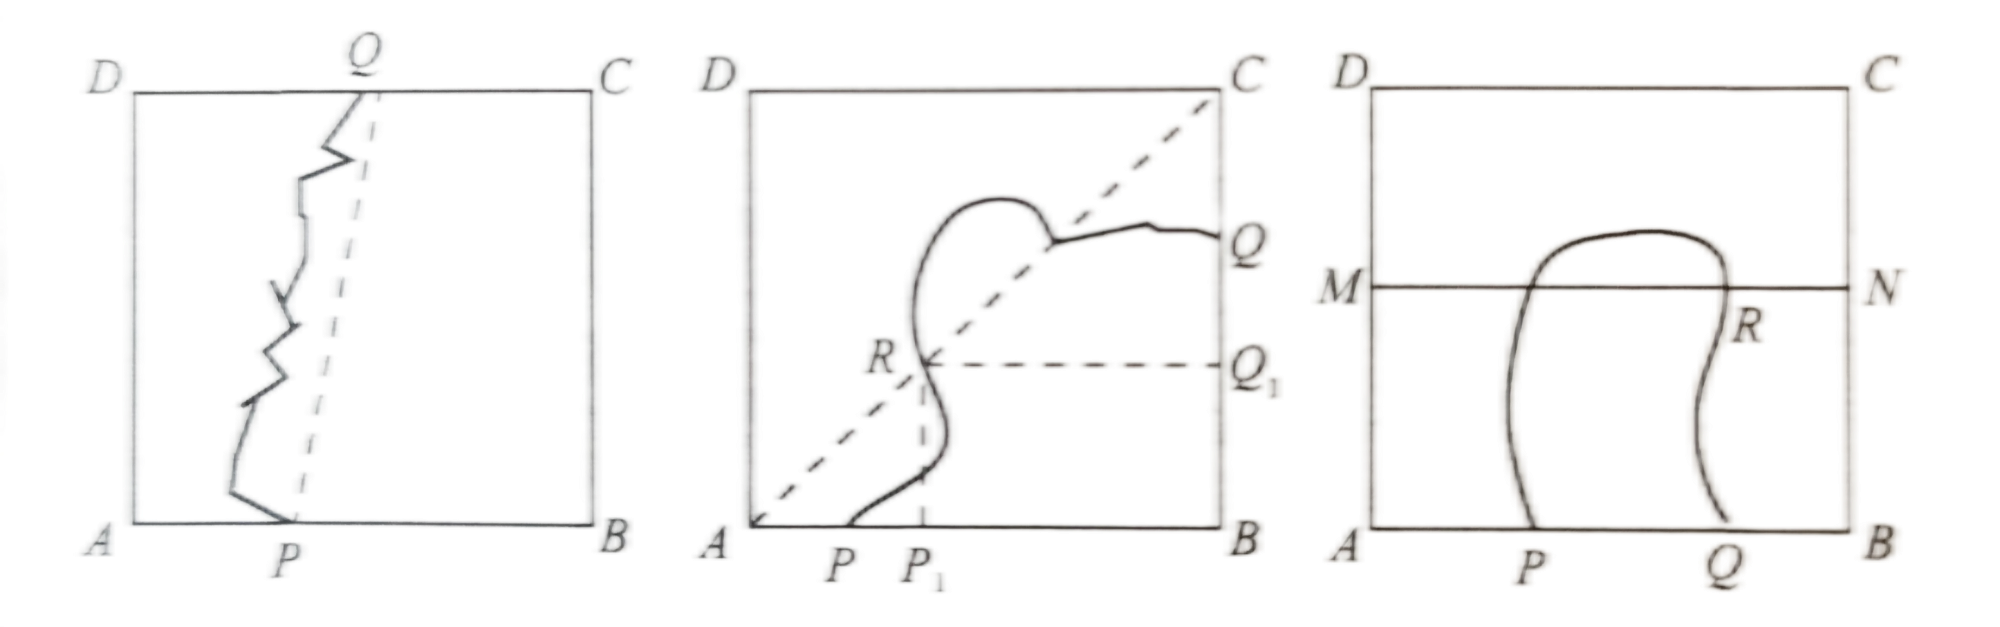 D Q C
A P B
D C
Q
R Q₁
A P P₁ B
D C
M N
R
A P Q B